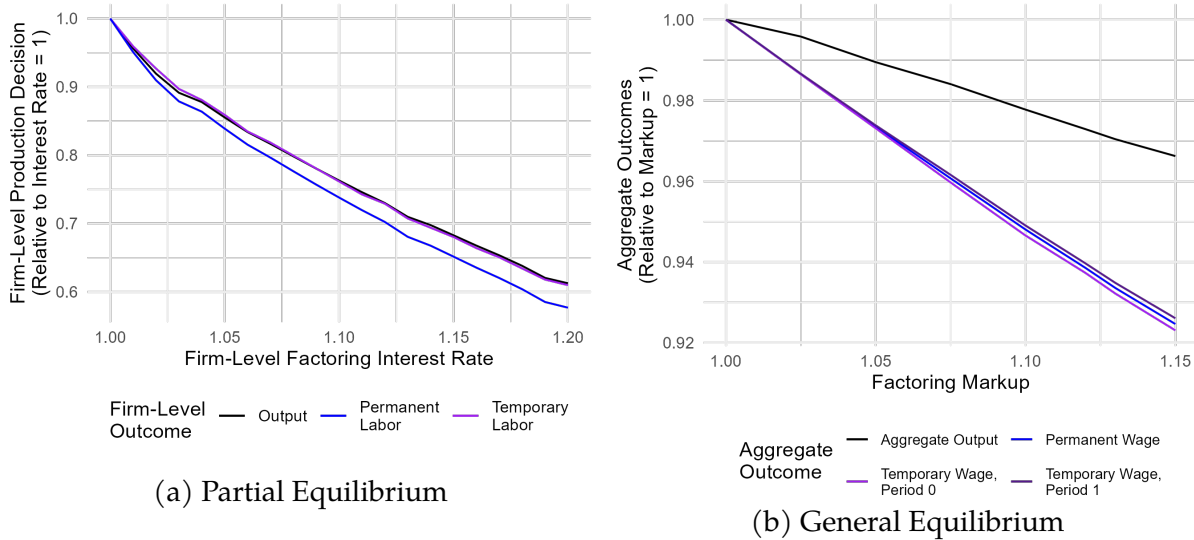 Firm-Level Production Decision
(Relative to Interest Rate = 1)
1.0
0.9
0.8
0.7
0.6
1.00
1.05
1.10
1.15
1.20
Firm-Level Factoring Interest Rate
Firm-Level
Outcome
Output
Permanent
Labor
Temporary
Labor
(a) Partial Equilibrium
Aggregate Outcomes
(Relative to Markup = 1)
1.00
0.98
0.96
0.94
0.92
1.00
1.05
1.10
1.15
Factoring Markup
Aggregate
Outcome
Aggregate Output
Permanent Wage
Temporary Wage,
Period 0
Temporary Wage,
Period 1
(b) General Equilibrium